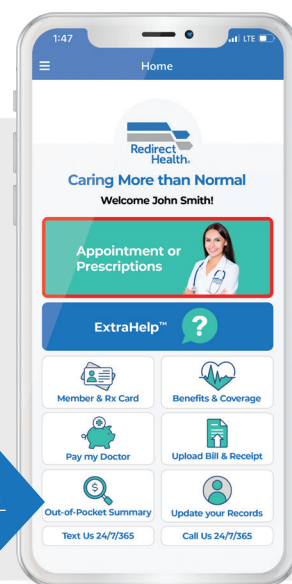 1:47
LTE
Home
Redirect
Health®
Caring More than Normal
Welcome John Smith!
Appointment or
Prescriptions
ExtraHelp™
?
Member & Rx Card
Benefits & Coverage
Pay my Doctor
Upload Bill & Receipt
Out-of-Pocket Summary
Update your Records
Text Us 24/7/365
Call Us 24/7/365